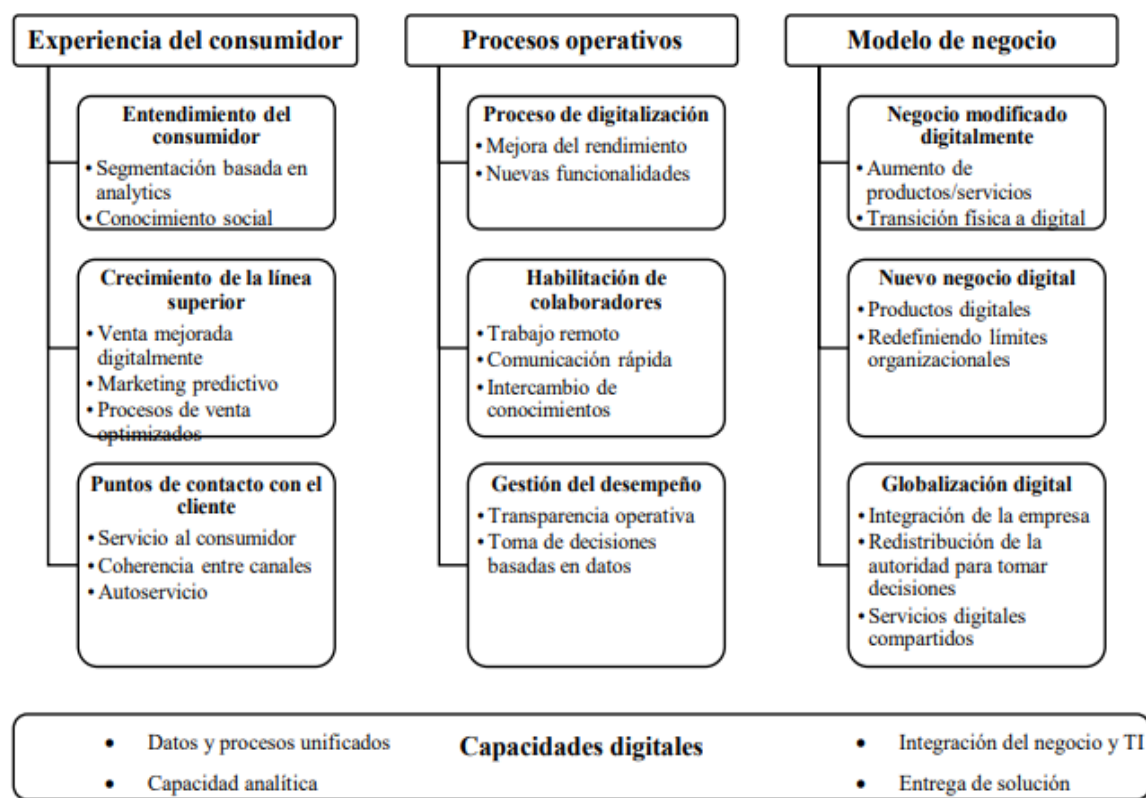 Experiencia del consumidor
Entendimiento del
consumidor
• Segmentación basada en
analytics
• Conocimiento social
Crecimiento de la línea
superior
• Venta mejorada
digitalmente
• Marketing predictivo
• Procesos de venta
optimizados
Puntos de contacto con el
cliente
• Servicio al consumidor
• Coherencia entre canales
• Autoservicio
Procesos operativos
Proceso de digitalización
• Mejora del rendimiento
• Nuevas funcionalidades
Habilitación de
colaboradores
• Trabajo remoto
• Comunicación rápida
• Intercambio de
conocimientos
Gestión del desempeño
• Transparencia operativa
• Toma de decisiones
basadas en datos
Modelo de negocio
Negocio modificado
digitalmente
• Aumento de
productos/servicios
• Transición física a digital
Nuevo negocio digital
• Productos digitales
• Redefiniendo límites
organizacionales
Globalización digital
• Integración de la empresa
• Redistribución de la
autoridad para tomar
decisiones
• Servicios digitales
compartidos
Capacidades digitales
• Datos y procesos unificados
• Capacidad analítica
• Integración del negocio y TI
• Entrega de solución